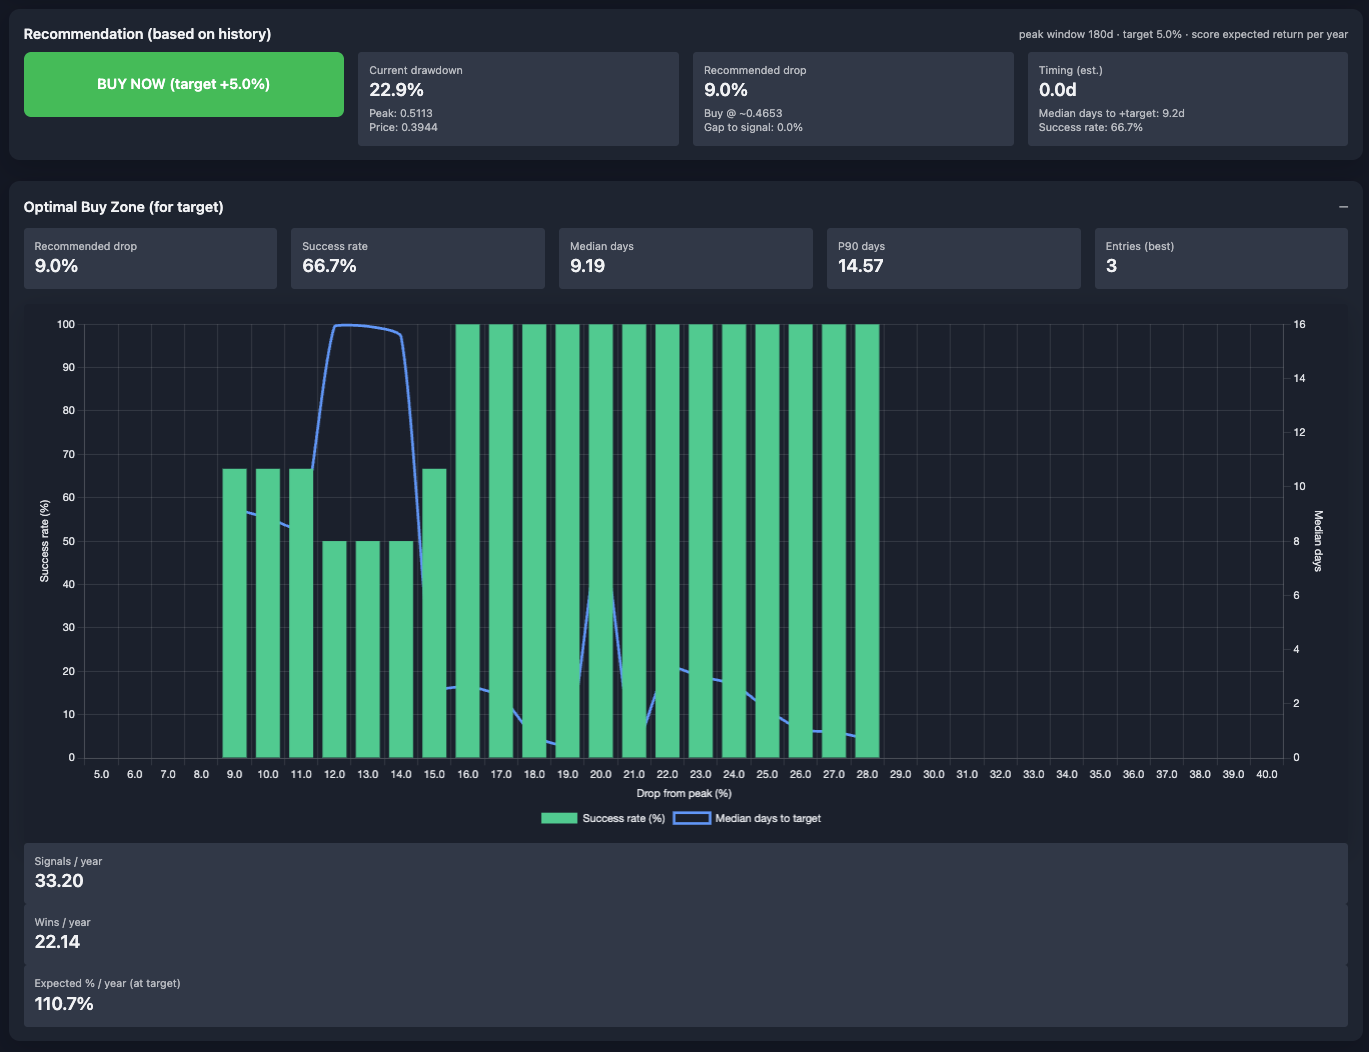 Recommendation (based on history)
peak window 180d · target 5.0% · score expected return per year
BUY NOW (target +5.0%)
Current drawdown
22.9%
Peak: 0.5113
Price: 0.3944
Recommended drop
9.0%
Buy @ ~0.4653
Gap to signal: 0.0%
Timing (est.)
0.0d
Median days to +target: 9.2d
Success rate: 66.7%
Optimal Buy Zone (for target)
Recommended drop
9.0%
Success rate
66.7%
Median days
9.19
P90 days
14.57
Entries (best)
3
Success rate (%)
100
90
80
70
60
50
40
30
20
10
0
16
14
12
10
8
6
4
2
0
Median days
5.0 6.0 7.0 8.0 9.0 10.0 11.0 12.0 13.0 14.0 15.0 16.0 17.0 18.0 19.0 20.0 21.0 22.0 23.0 24.0 25.0 26.0 27.0 28.0 29.0 30.0 31.0 32.0 33.0 34.0 35.0 36.0 37.0 38.0 39.0 40.0
Drop from peak (%)
Success rate (%) Median days to target
Signals / year
33.20
Wins / year
22.14
Expected % / year (at target)
110.7%